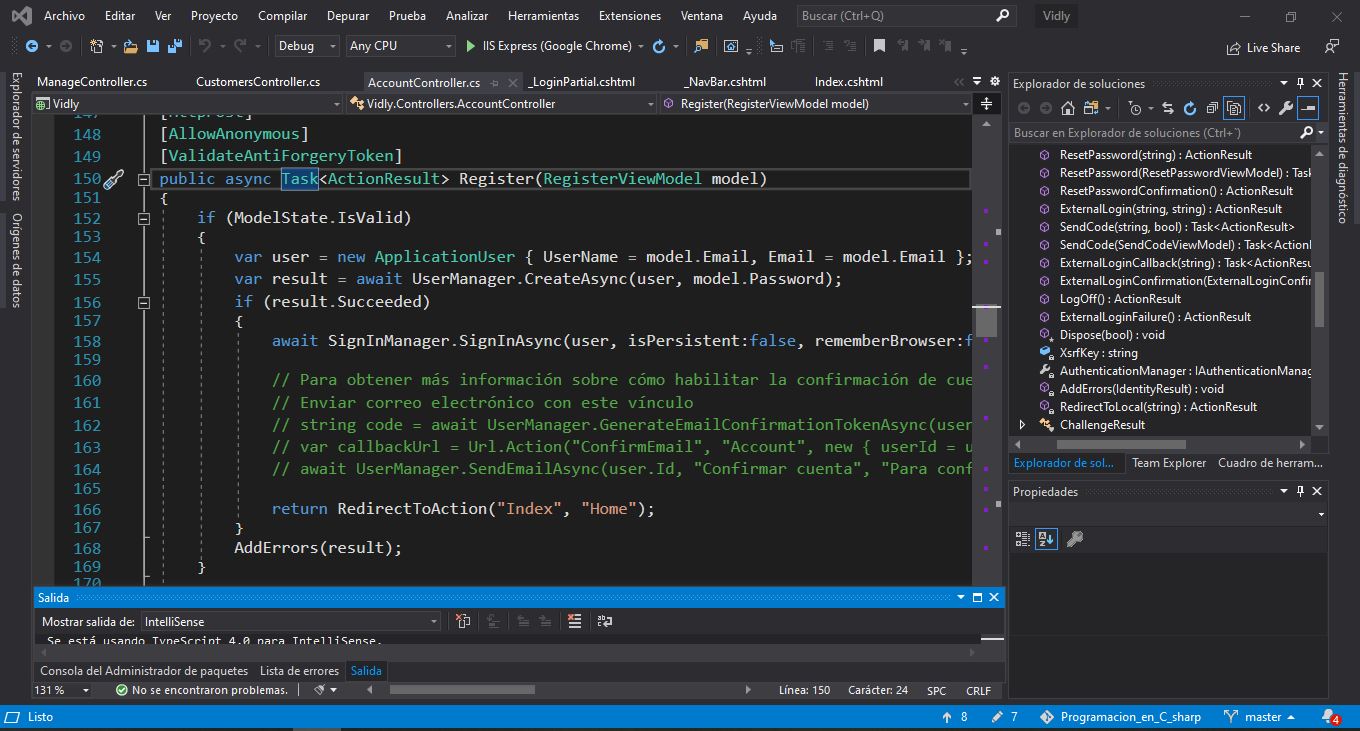 Archivo Editar Ver Proyecto Compilar Depurar Prueba Analizar Herramientas Extensiones Ventana Ayuda Buscar (Ctrl+Q) Vidly
Debug Any CPU IIS Express (Google Chrome) Live Share
Explorador de servidores
Orígenes de datos
ManageController.cs CustomersController.cs AccountController.cs _LoginPartial.cshtml _NavBar.cshtml Index.cshtml
Vidly Vidly.Controllers.AccountController Register(RegisterViewModel model)
147 [HttpPost]
148 [AllowAnonymous]
149 [ValidateAntiForgeryToken]
150 public async Task<ActionResult> Register(RegisterViewModel model)
151 {
152 if (ModelState.IsValid)
153 {
154 var user = new ApplicationUser { UserName = model.Email, Email = model.Email };
155 var result = await UserManager.CreateAsync(user, model.Password);
156 if (result.Succeeded)
157 {
158 await SignInManager.SignInAsync(user, isPersistent:false, rememberBrowser:f
159
160 // Para obtener más información sobre cómo habilitar la confirmación de cue
161 // Enviar correo electrónico con este vínculo
162 // string code = await UserManager.GenerateEmailConfirmationTokenAsync(user
163 // var callbackUrl = Url.Action("ConfirmEmail", "Account", new { userId = u
164 // await UserManager.SendEmailAsync(user.Id, "Confirmar cuenta", "Para conf
165
166 return RedirectToAction("Index", "Home");
167 }
168 AddErrors(result);
169 }
170
Salida
Mostrar salida de: IntelliSense
Se está usando TypeScript 4.0 para IntelliSense.
Consola del Administrador de paquetes Lista de errores Salida
131 % No se encontraron problemas. Línea: 150 Carácter: 24 SPC CRLF
Explorador de soluciones
Buscar en Explorador de soluciones (Ctrl+´)
ResetPassword(string) : ActionResult
ResetPassword(ResetPasswordViewModel) : Task
ResetPasswordConfirmation() : ActionResult
ExternalLogin(string, string) : ActionResult
SendCode(string, bool) : Task<ActionResult>
SendCode(SendCodeViewModel) : Task<ActionI
ExternalLoginCallback(string) : Task<ActionResu
ExternalLoginConfirmation(ExternalLoginConfir
LogOff() : ActionResult
ExternalLoginFailure() : ActionResult
Dispose(bool) : void
XsrfKey : string
AuthenticationManager : IAuthenticationManag
AddErrors(IdentityResult) : void
RedirectToLocal(string) : ActionResult
ChallengeResult
Explorador de sol... Team Explorer Cuadro de herram...
Propiedades
Herramientas de diagnóstico
Listo 8 7 Programacion_en_C_sharp master 4